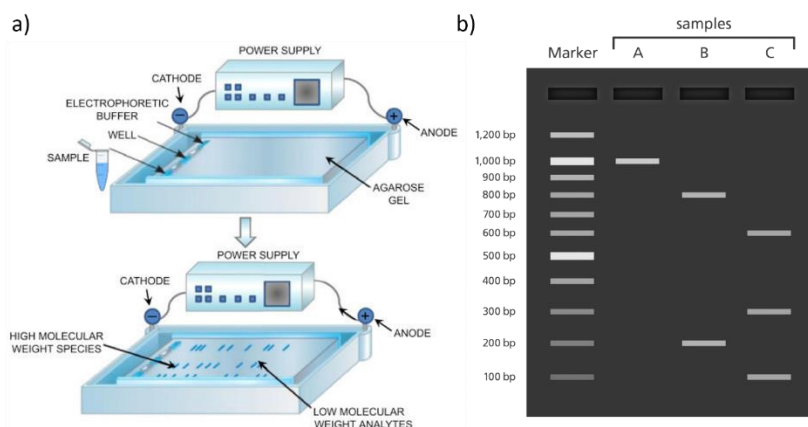 a)
POWER SUPPLY
CATHODE
ELECTROPHORETIC
BUFFER
WELL
SAMPLE
ANODE
AGAROSE
GEL
POWER SUPPLY
CATHODE
HIGH MOLECULAR
WEIGHT SPECIES
ANODE
LOW MOLECULAR
WEIGHT ANALYTES
b)
samples
Marker A B C
1,200 bp
1,000 bp
900 bp
800 bp
700 bp
600 bp
500 bp
400 bp
300 bp
200 bp
100 bp